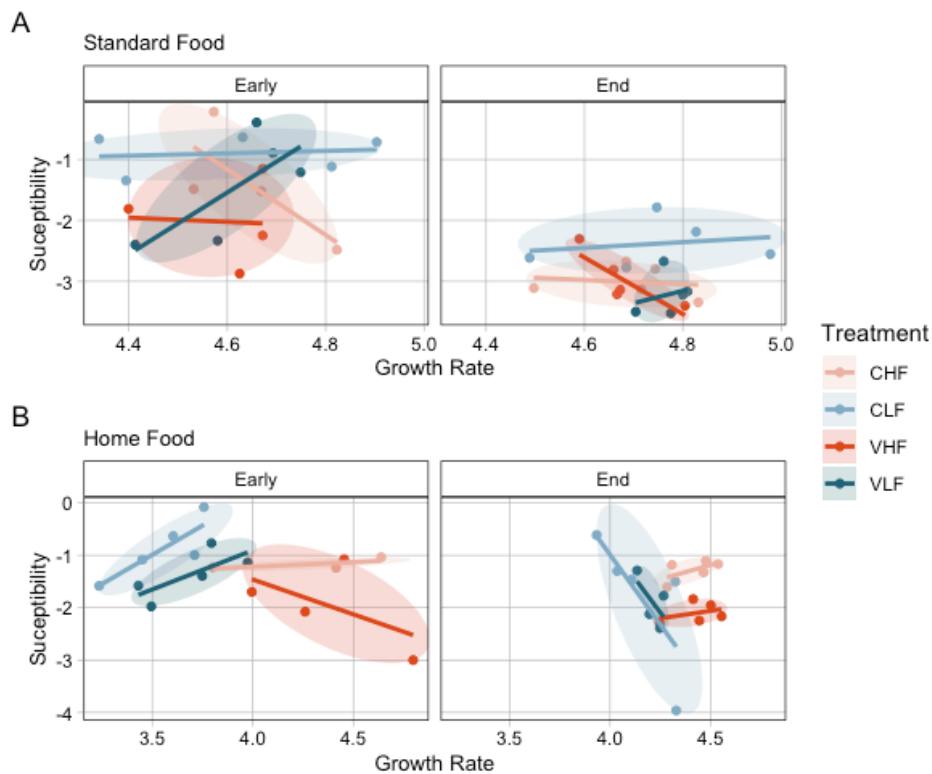 A
Standard Food
Early
End
-1
-2
-3
Suceptibility
4.4 4.6 4.8 5.0
4.4 4.6 4.8 5.0
Growth Rate
B
Home Food
Early
End
0
-1
-2
-3
-4
Suceptibility
3.5 4.0 4.5
3.5 4.0 4.5
Growth Rate
Treatment
CHF
CLF
VHF
VLF